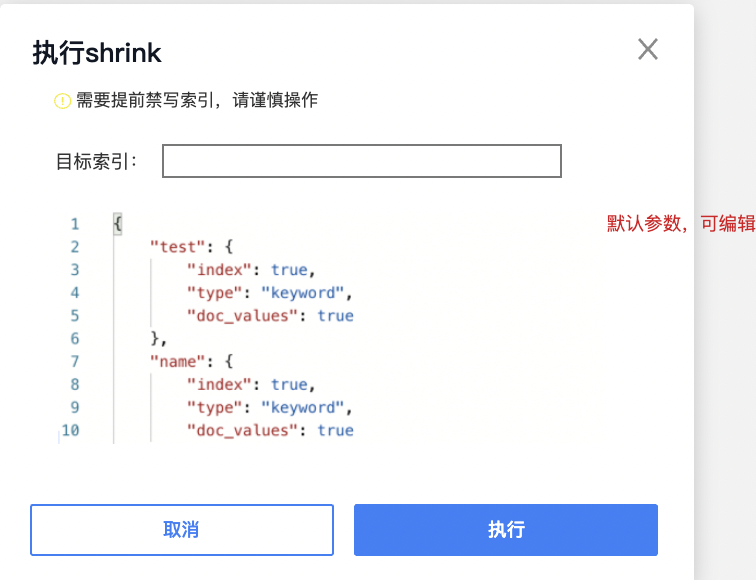 执行shrink
需要提前禁写索引，请谨慎操作
目标索引：
默认参数，可编辑
1 {
2 "test": {
3 "index": true,
4 "type": "keyword",
5 "doc_values": true
6 },
7 "name": {
8 "index": true,
9 "type": "keyword",
10 "doc_values": true
取消 执行